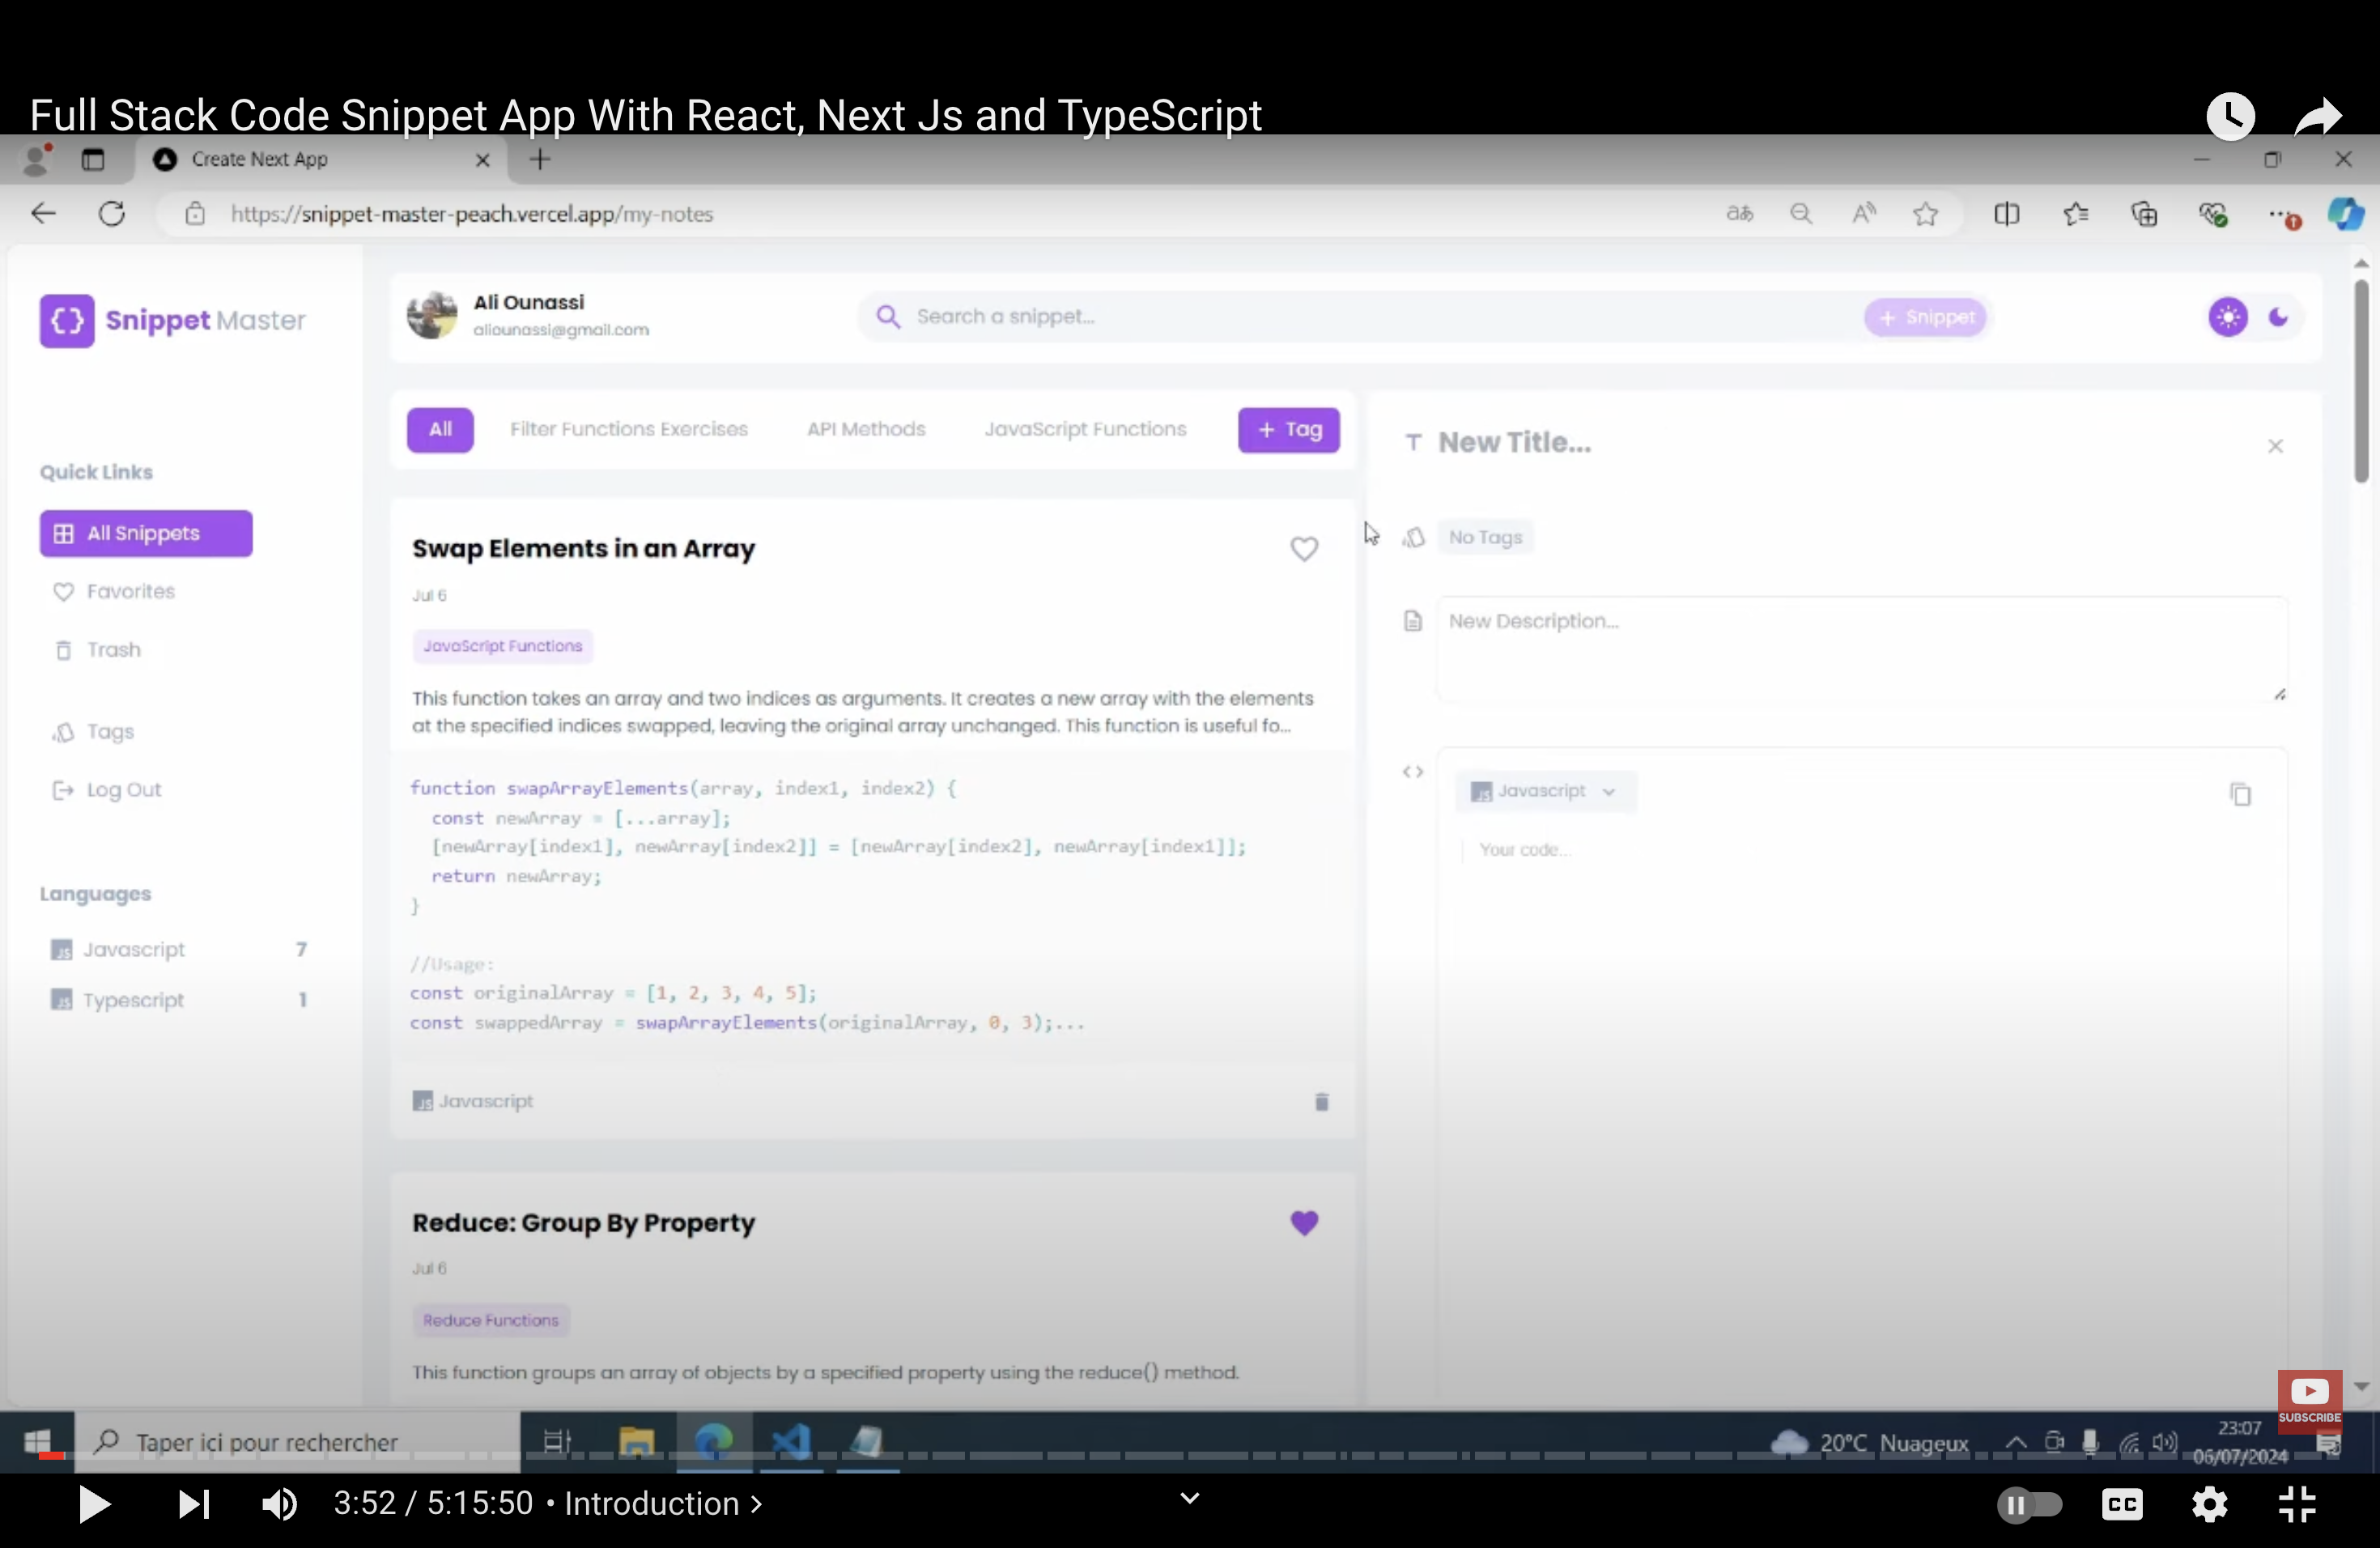 Full Stack Code Snippet App With React, Next Js and TypeScript
Create Next App
https://snippet-master-peach.vercel.app/my-notes
Snippet Master
Ali Ounassi
aliounassi@gmail.com
Search a snippet...
+ Snippet
Quick Links
All Snippets
Favorites
Trash
Tags
Log Out
Languages
Javascript 7
Typescript 1
All
Filter Functions Exercises
API Methods
JavaScript Functions
+ Tag
Swap Elements in an Array
Jul 6
JavaScript Functions
This function takes an array and two indices as arguments. It creates a new array with the elements
at the specified indices swapped, leaving the original array unchanged. This function is useful fo...
function swapArrayElements(array, index1, index2) {
const newArray = [...array];
[newArray[index1], newArray[index2]] = [newArray[index2], newArray[index1]];
return newArray;
}
//Usage:
const originalArray = [1, 2, 3, 4, 5];
const swappedArray = swapArrayElements(originalArray, 0, 3);...
JS Javascript
Reduce: Group By Property
Jul 6
Reduce Functions
This function groups an array of objects by a specified property using the reduce() method.
T New Title...
No Tags
New Description...
JS Javascript
Your code...
SUBSCRIBE
Taper ici pour rechercher
20°C Nuageux
23:07
06/07/2024
3:52 / 5:15:50 • Introduction >
CC